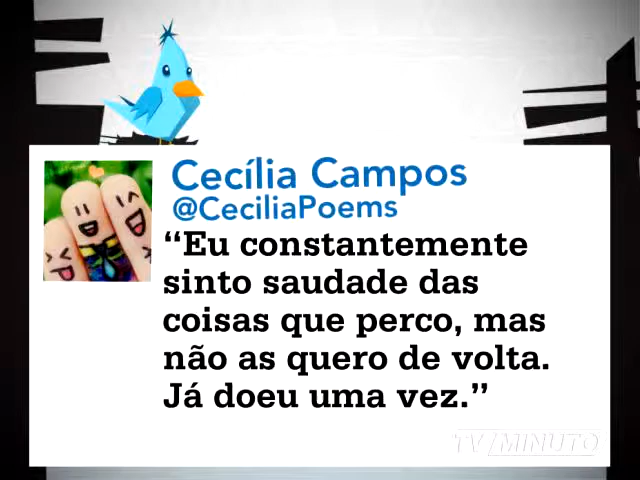 Cecília Campos
@CeciliaPoems
“Eu constantemente
sinto saudade das
coisas que perco, mas
não as quero de volta.
Já doeu uma vez.”
TV MINUTO